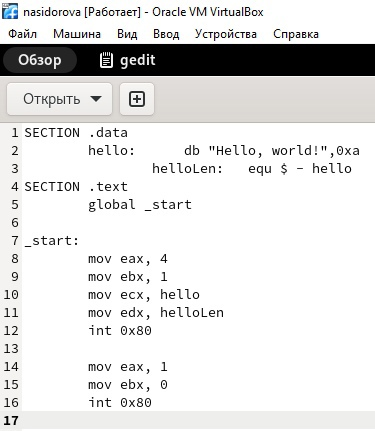 nasidorova [Работает] - Oracle VM VirtualBox
Файл Машина Вид Ввод Устройства Справка
Обзор gedit
Открыть
1 SECTION .data
2 hello: db "Hello, world!",0xa
3 helloLen: equ $ - hello
4 SECTION .text
5 global _start
6
7 _start:
8 mov eax, 4
9 mov ebx, 1
10 mov ecx, hello
11 mov edx, helloLen
12 int 0x80
13
14 mov eax, 1
15 mov ebx, 0
16 int 0x80
17